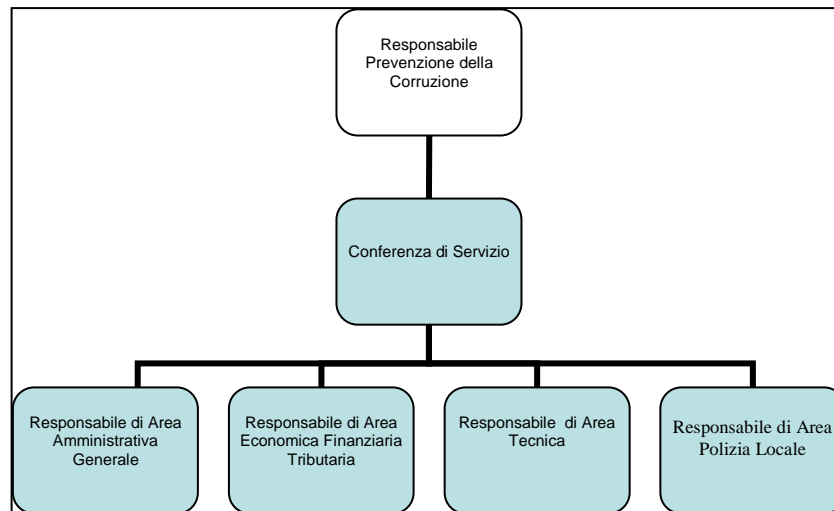 Responsabile
Prevenzione della
Corruzione
Conferenza di Servizio
Responsabile di Area
Amministrativa
Generale
Responsabile di Area
Economica Finanziaria
Tributaria
Responsabile di Area
Tecnica
Responsabile di Area
Polizia Locale